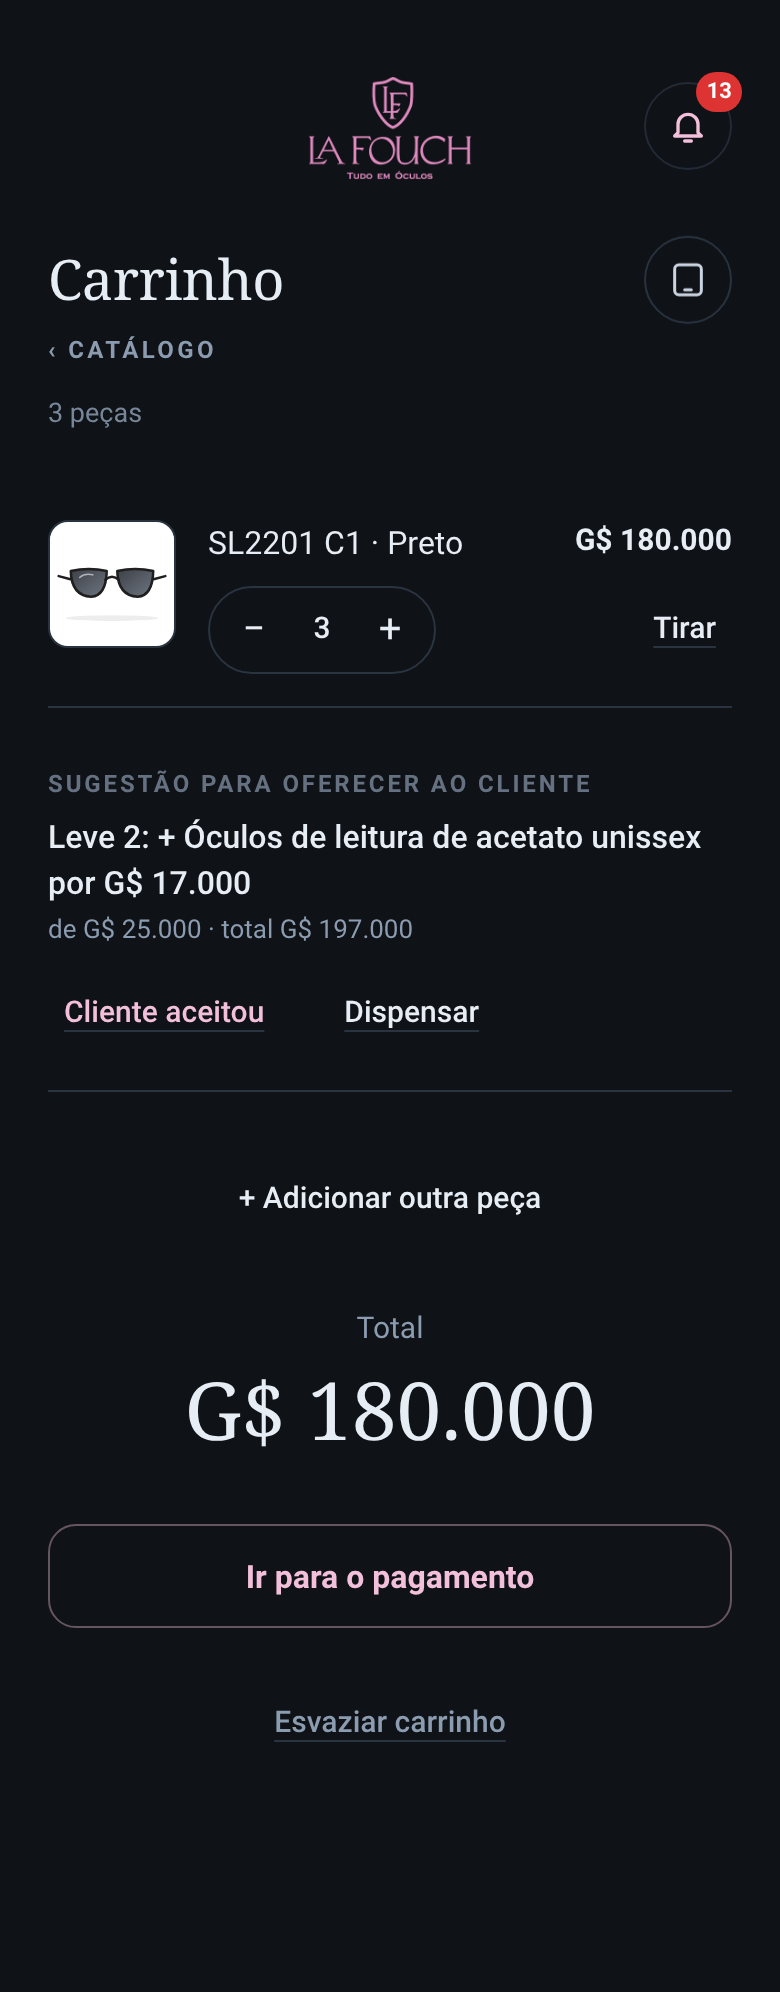 LF
LA FOUCH
TUDO EM ÓCULOS
13
Carrinho
‹ CATÁLOGO
3 peças
SL2201 C1 · Preto
G$ 180.000
− 3 +
Tirar
SUGESTÃO PARA OFERECER AO CLIENTE
Leve 2: + Óculos de leitura de acetato unissex
por G$ 17.000
de G$ 25.000 · total G$ 197.000
Cliente aceitou
Dispensar
+ Adicionar outra peça
Total
G$ 180.000
Ir para o pagamento
Esvaziar carrinho